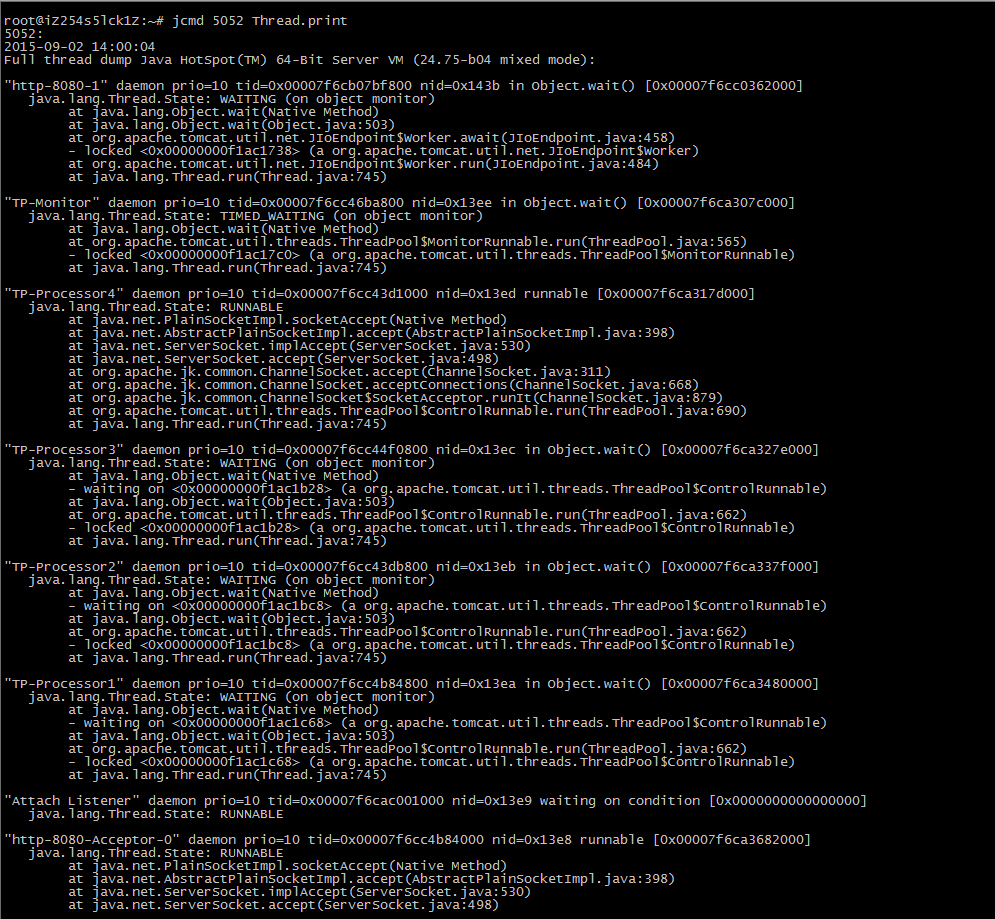 root@iZ254s5lck1Z:~# jcmd 5052 Thread.print
5052:
2015-09-02 14:00:04
Full thread dump Java HotSpot(TM) 64-Bit Server VM (24.75-b04 mixed mode):

"http-8080-1" daemon prio=10 tid=0x00007f6cb07bf800 nid=0x143b in Object.wait() [0x00007f6cc0362000]
   java.lang.Thread.State: WAITING (on object monitor)
        at java.lang.Object.wait(Native Method)
        at java.lang.Object.wait(Object.java:503)
        at org.apache.tomcat.util.net.JIoEndpoint$Worker.await(JIoEndpoint.java:458)
        - locked <0x00000000f1ac1738> (a org.apache.tomcat.util.net.JIoEndpoint$Worker)
        at org.apache.tomcat.util.net.JIoEndpoint$Worker.run(JIoEndpoint.java:484)
        at java.lang.Thread.run(Thread.java:745)

"TP-Monitor" daemon prio=10 tid=0x00007f6cc46ba800 nid=0x13ee in Object.wait() [0x00007f6ca307c000]
   java.lang.Thread.State: TIMED_WAITING (on object monitor)
        at java.lang.Object.wait(Native Method)
        at org.apache.tomcat.util.threads.ThreadPool$MonitorRunnable.run(ThreadPool.java:565)
        - locked <0x00000000f1ac17c0> (a org.apache.tomcat.util.threads.ThreadPool$MonitorRunnable)
        at java.lang.Thread.run(Thread.java:745)

"TP-Processor4" daemon prio=10 tid=0x00007f6cc43d1000 nid=0x13ed runnable [0x00007f6ca317d000]
   java.lang.Thread.State: RUNNABLE
        at java.net.PlainSocketImpl.socketAccept(Native Method)
        at java.net.AbstractPlainSocketImpl.accept(AbstractPlainSocketImpl.java:398)
        at java.net.ServerSocket.implAccept(ServerSocket.java:530)
        at java.net.ServerSocket.accept(ServerSocket.java:498)
        at org.apache.jk.common.ChannelSocket.accept(ChannelSocket.java:311)
        at org.apache.jk.common.ChannelSocket.acceptConnections(ChannelSocket.java:668)
        at org.apache.jk.common.ChannelSocket$SocketAcceptor.runIt(ChannelSocket.java:879)
        at org.apache.tomcat.util.threads.ThreadPool$ControlRunnable.run(ThreadPool.java:690)
        at java.lang.Thread.run(Thread.java:745)

"TP-Processor3" daemon prio=10 tid=0x00007f6cc44f0800 nid=0x13ec in Object.wait() [0x00007f6ca327e000]
   java.lang.Thread.State: WAITING (on object monitor)
        at java.lang.Object.wait(Native Method)
        - waiting on <0x00000000f1ac1b28> (a org.apache.tomcat.util.threads.ThreadPool$ControlRunnable)
        at java.lang.Object.wait(Object.java:503)
        at org.apache.tomcat.util.threads.ThreadPool$ControlRunnable.run(ThreadPool.java:662)
        - locked <0x00000000f1ac1b28> (a org.apache.tomcat.util.threads.ThreadPool$ControlRunnable)
        at java.lang.Thread.run(Thread.java:745)

"TP-Processor2" daemon prio=10 tid=0x00007f6cc43db800 nid=0x13eb in Object.wait() [0x00007f6ca337f000]
   java.lang.Thread.State: WAITING (on object monitor)
        at java.lang.Object.wait(Native Method)
        - waiting on <0x00000000f1ac1bc8> (a org.apache.tomcat.util.threads.ThreadPool$ControlRunnable)
        at java.lang.Object.wait(Object.java:503)
        at org.apache.tomcat.util.threads.ThreadPool$ControlRunnable.run(ThreadPool.java:662)
        - locked <0x00000000f1ac1bc8> (a org.apache.tomcat.util.threads.ThreadPool$ControlRunnable)
        at java.lang.Thread.run(Thread.java:745)

"TP-Processor1" daemon prio=10 tid=0x00007f6cc4b84800 nid=0x13ea in Object.wait() [0x00007f6ca3480000]
   java.lang.Thread.State: WAITING (on object monitor)
        at java.lang.Object.wait(Native Method)
        - waiting on <0x00000000f1ac1c68> (a org.apache.tomcat.util.threads.ThreadPool$ControlRunnable)
        at java.lang.Object.wait(Object.java:503)
        at org.apache.tomcat.util.threads.ThreadPool$ControlRunnable.run(ThreadPool.java:662)
        - locked <0x00000000f1ac1c68> (a org.apache.tomcat.util.threads.ThreadPool$ControlRunnable)
        at java.lang.Thread.run(Thread.java:745)

"Attach Listener" daemon prio=10 tid=0x00007f6cac001000 nid=0x13e9 waiting on condition [0x0000000000000000]
   java.lang.Thread.State: RUNNABLE

"http-8080-Acceptor-0" daemon prio=10 tid=0x00007f6cc4b84000 nid=0x13e8 runnable [0x00007f6ca3682000]
   java.lang.Thread.State: RUNNABLE
        at java.net.PlainSocketImpl.socketAccept(Native Method)
        at java.net.AbstractPlainSocketImpl.accept(AbstractPlainSocketImpl.java:398)
        at java.net.ServerSocket.implAccept(ServerSocket.java:530)
        at java.net.ServerSocket.accept(ServerSocket.java:498)